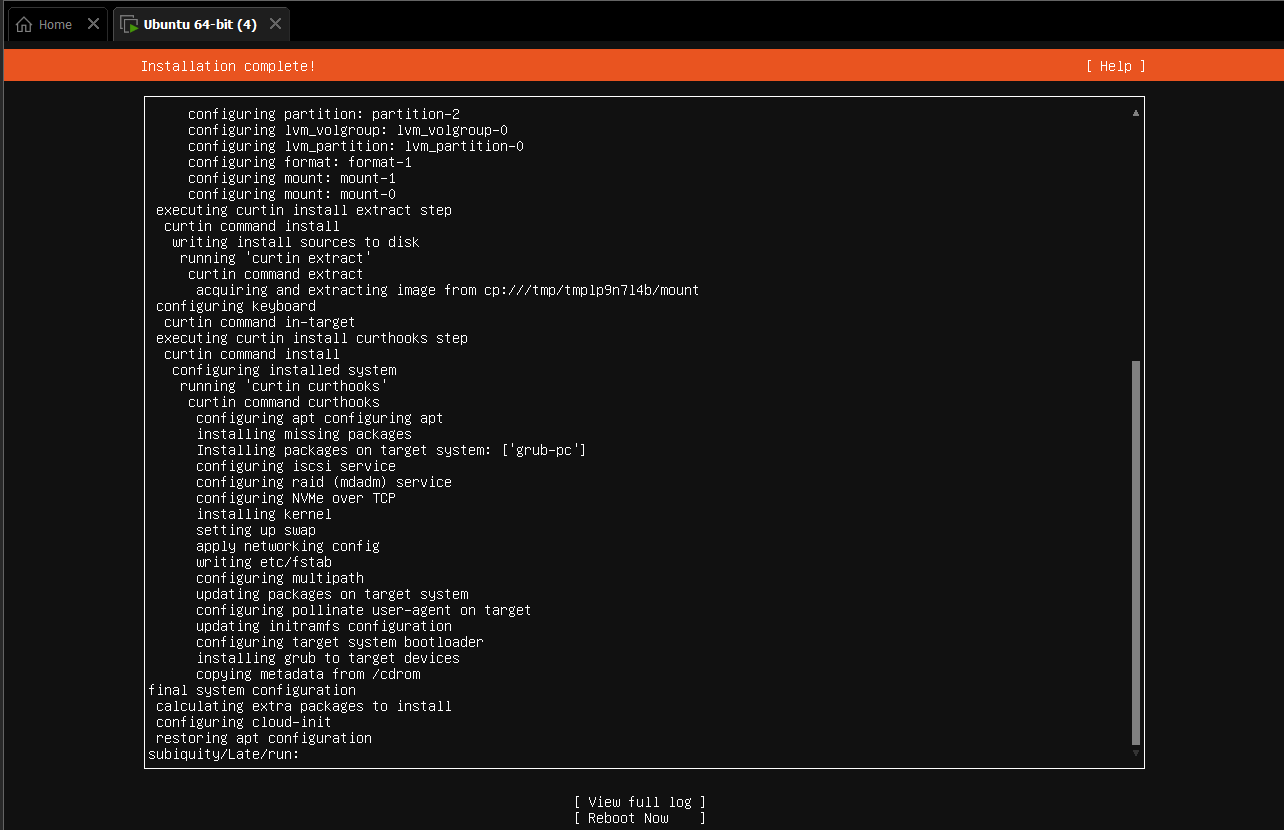 Home
Ubuntu 64-bit (4)
Installation complete!
[ Help ]
configuring partition: partition-2
configuring lvm_volgroup: lvm_volgroup-0
configuring lvm_partition: lvm_partition-0
configuring format: format-1
configuring mount: mount-1
configuring mount: mount-0
executing curtin install extract step
curtin command install
writing install sources to disk
running 'curtin extract'
curtin command extract
acquiring and extracting image from cp:///tmp/tmplp9n7l4b/mount
configuring keyboard
curtin command in-target
executing curtin install curthooks step
curtin command install
configuring installed system
running 'curtin curthooks'
curtin command curthooks
configuring apt configuring apt
installing missing packages
Installing packages on target system: ['grub-pc']
configuring iscsi service
configuring raid (mdadm) service
configuring NVMe over TCP
installing kernel
setting up swap
apply networking config
writing etc/fstab
configuring multipath
updating packages on target system
configuring pollinate user-agent on target
updating initramfs configuration
configuring target system bootloader
installing grub to target devices
copying metadata from /cdrom
final system configuration
calculating extra packages to install
configuring cloud-init
restoring apt configuration
subiquity/Late/run:
[ View full log ]
[ Reboot Now ]